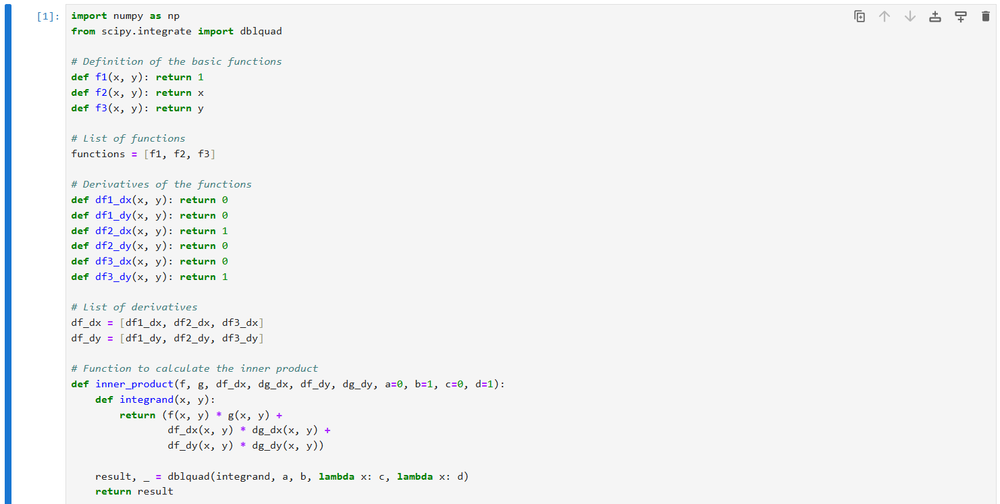 [1]:
import numpy as np
from scipy.integrate import dblquad

# Definition of the basic functions
def f1(x, y): return 1
def f2(x, y): return x
def f3(x, y): return y

# List of functions
functions = [f1, f2, f3]

# Derivatives of the functions
def df1_dx(x, y): return 0
def df1_dy(x, y): return 0
def df2_dx(x, y): return 1
def df2_dy(x, y): return 0
def df3_dx(x, y): return 0
def df3_dy(x, y): return 1

# List of derivatives
df_dx = [df1_dx, df2_dx, df3_dx]
df_dy = [df1_dy, df2_dy, df3_dy]

# Function to calculate the inner product
def inner_product(f, g, df_dx, dg_dx, df_dy, dg_dy, a=0, b=1, c=0, d=1):
    def integrand(x, y):
        return (f(x, y) * g(x, y) +
                df_dx(x, y) * dg_dx(x, y) +
                df_dy(x, y) * dg_dy(x, y))

    result, _ = dblquad(integrand, a, b, lambda x: c, lambda x: d)
    return result